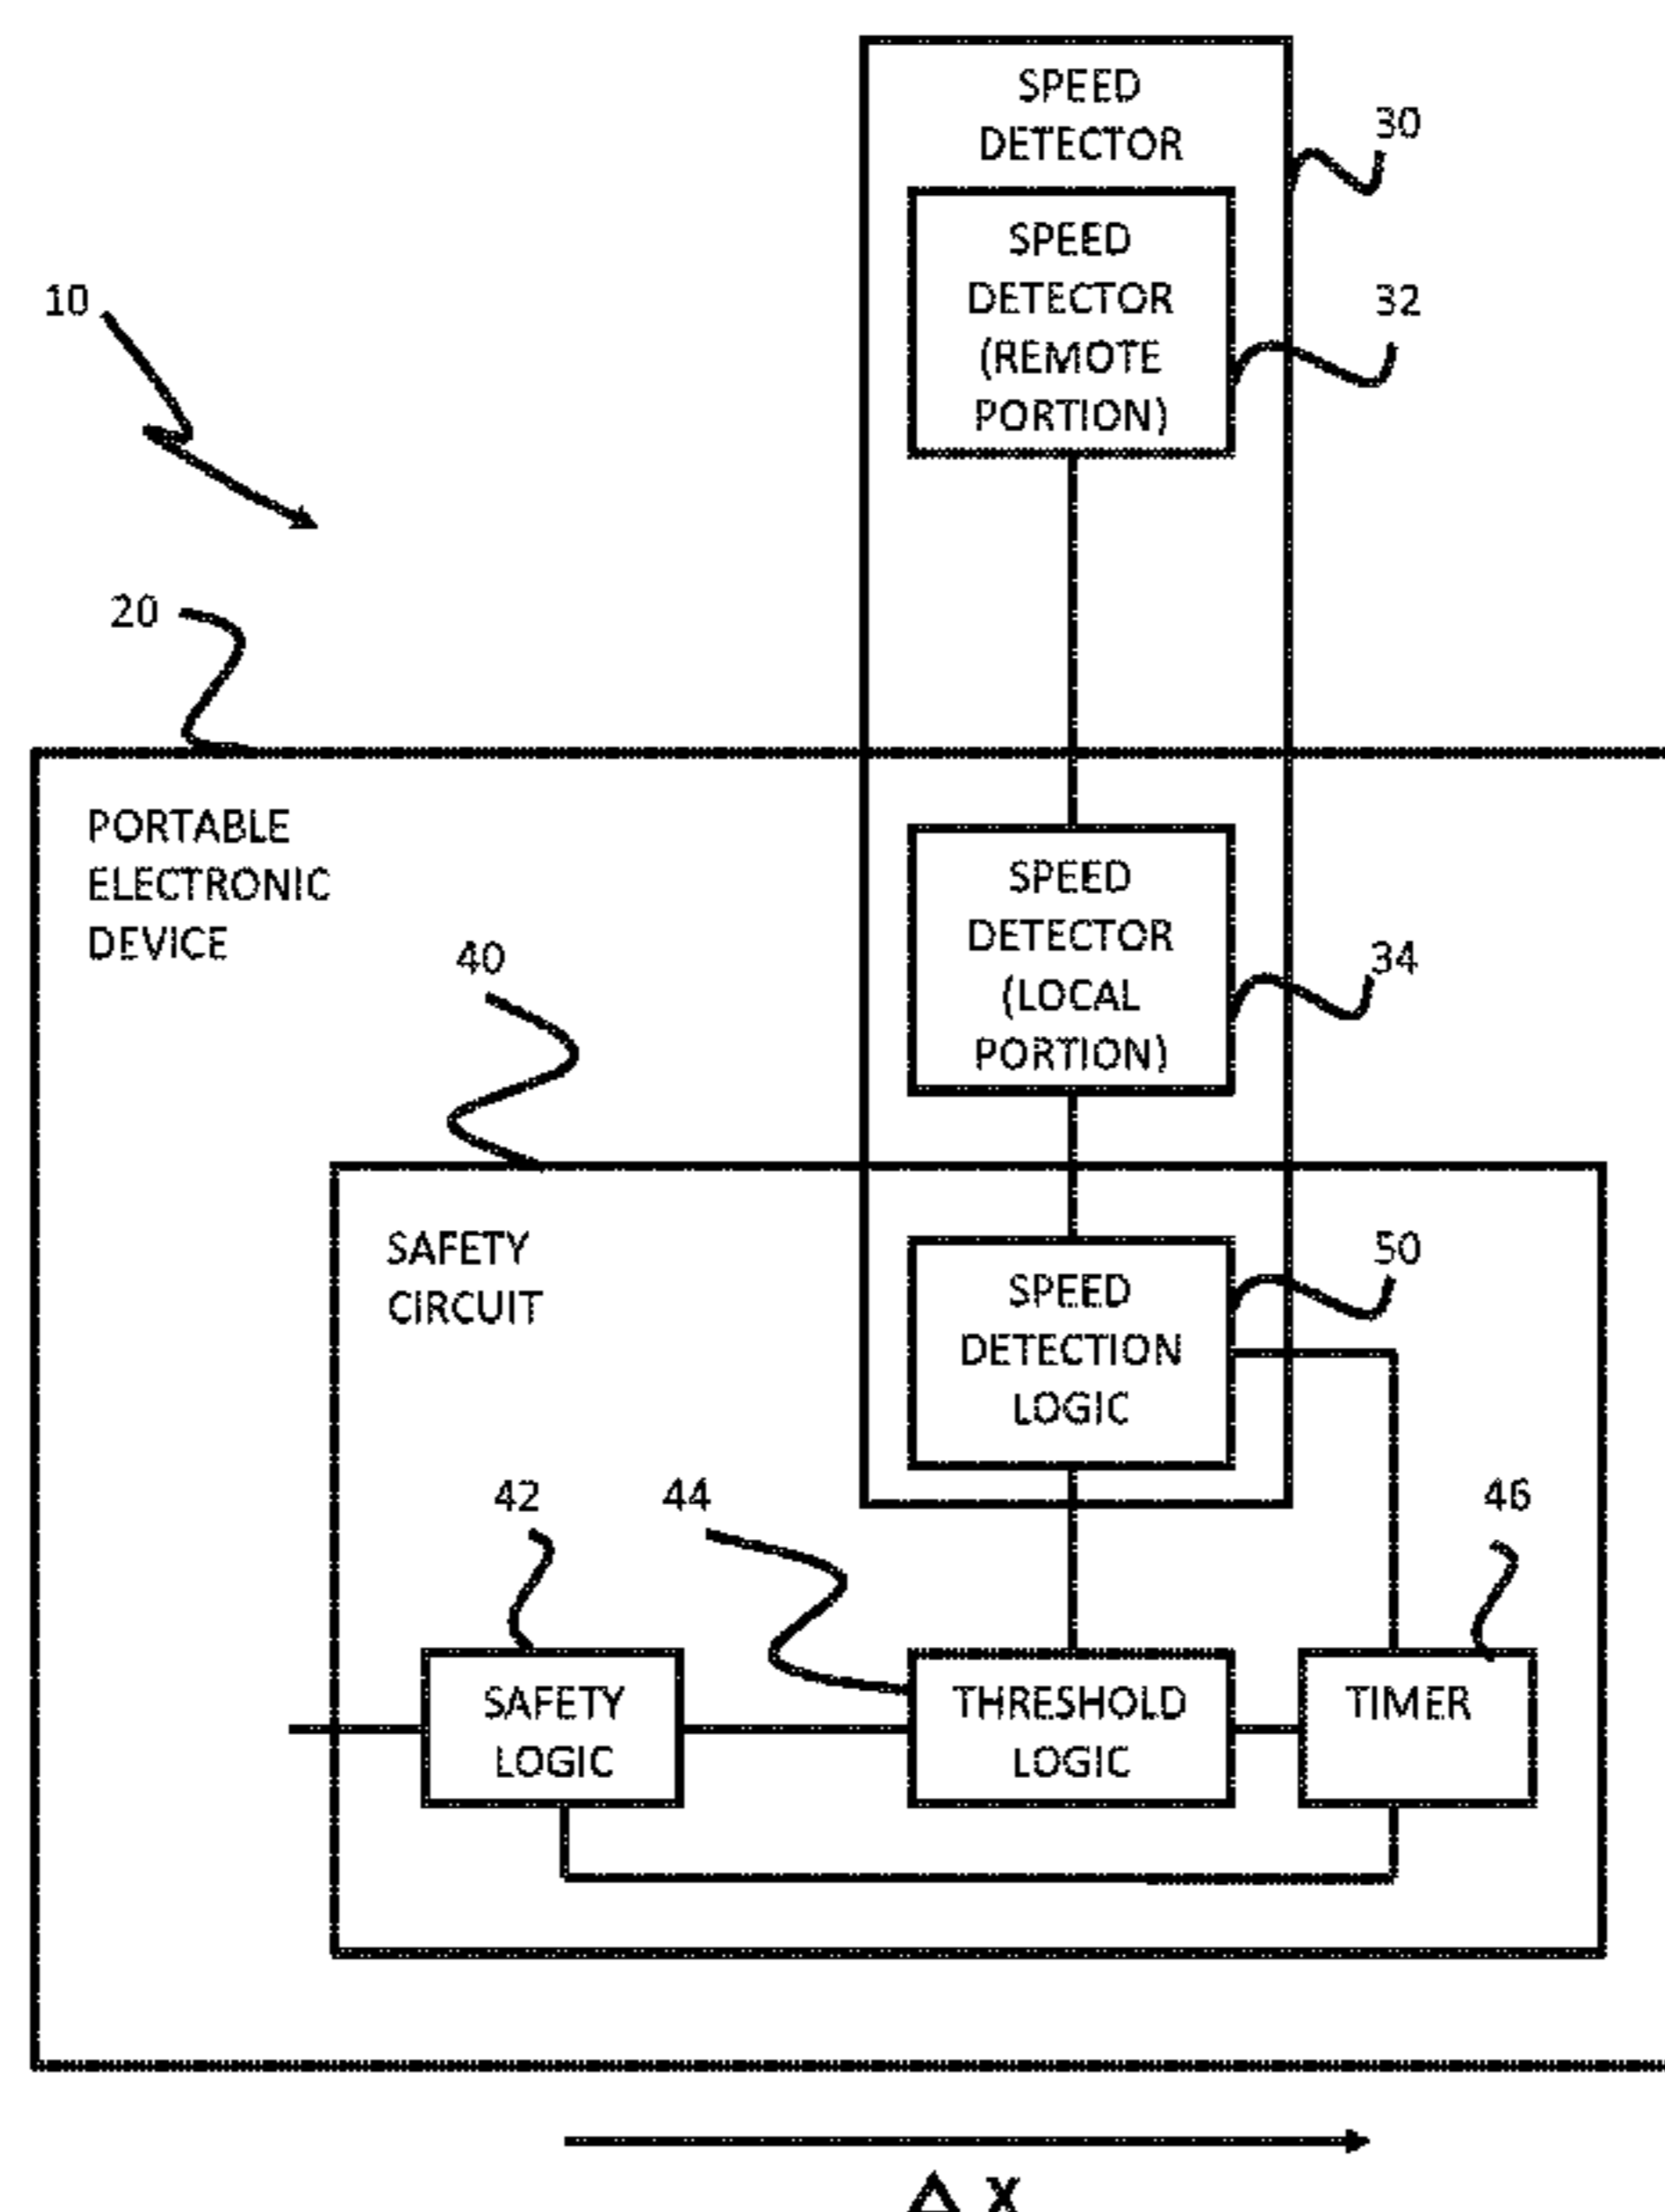 SPEED
DETECTOR
30
SPEED
DETECTOR
(REMOTE
PORTION)
32
10
20
PORTABLE
ELECTRONIC
DEVICE
SPEED
DETECTOR
(LOCAL
PORTION)
34
40
SAFETY
CIRCUIT
SPEED
DETECTION
LOGIC
50
42
44
46
SAFETY
LOGIC
THRESHOLD
LOGIC
TIMER
Δ X